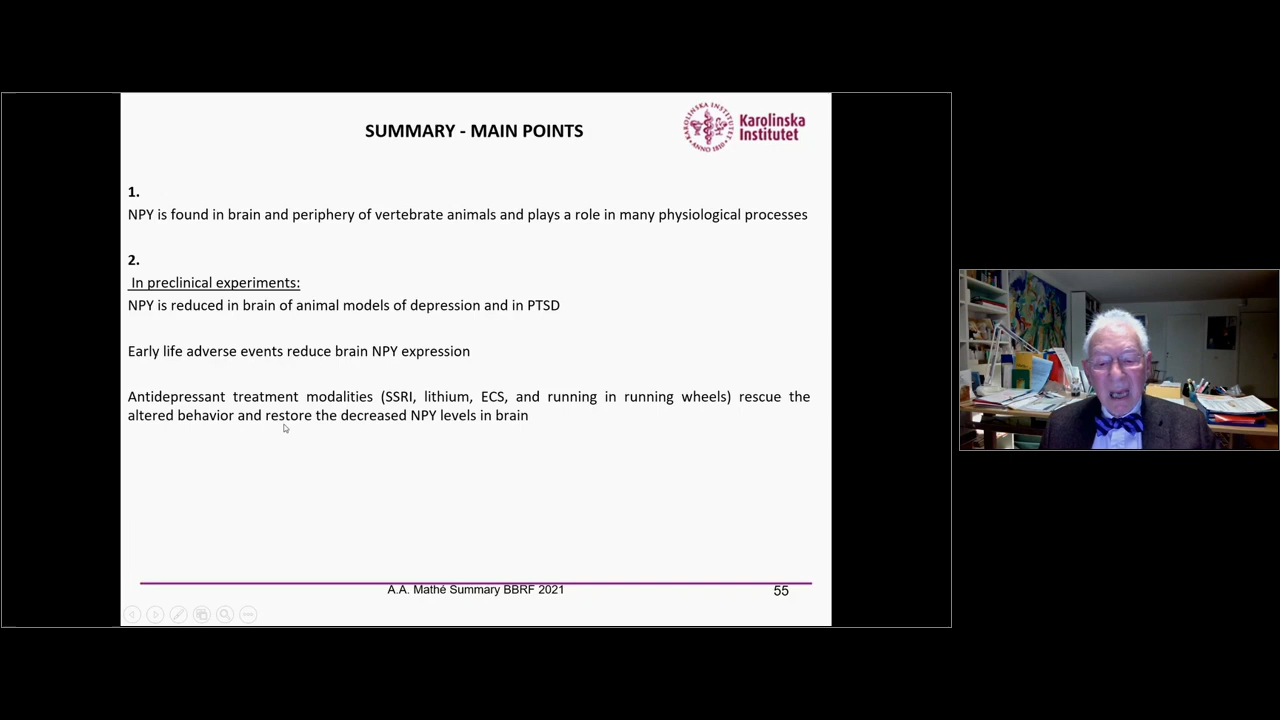 SUMMARY - MAIN POINTS
KAROLINSKA INSTITUTET
ANNO 1810
Karolinska
Institutet
1.
NPY is found in brain and periphery of vertebrate animals and plays a role in many physiological processes
2.
In preclinical experiments:
NPY is reduced in brain of animal models of depression and in PTSD
Early life adverse events reduce brain NPY expression
Antidepressant treatment modalities (SSRI, lithium, ECS, and running in running wheels) rescue the
altered behavior and restore the decreased NPY levels in brain
A.A. Mathé Summary BBRF 2021
55